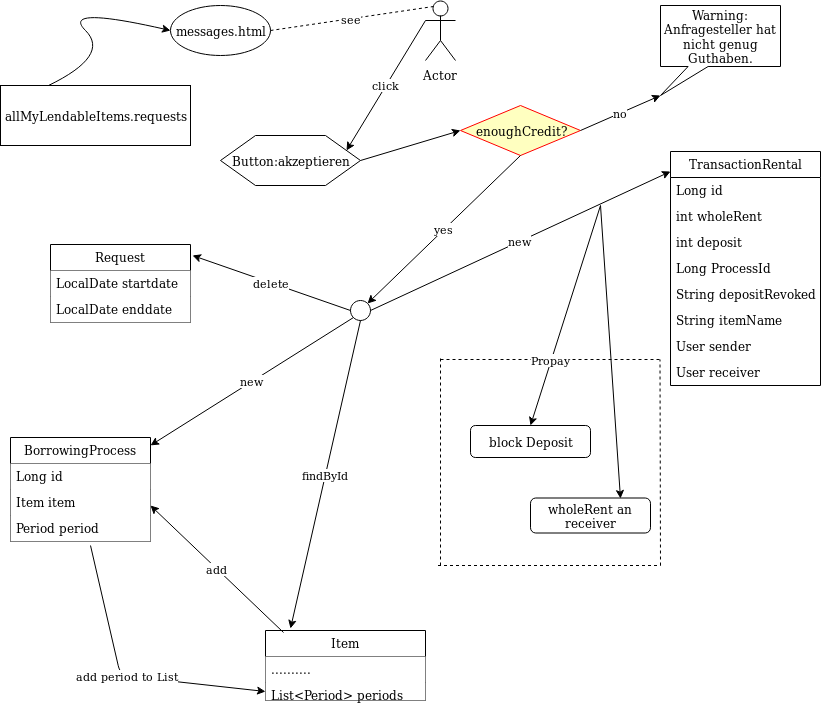 messages.html
see
Actor
Warning:
Anfragesteller hat
nicht genug
Guthaben.
allMyLendableItems.requests
click
no
enoughCredit?
Button:akzeptieren
TransactionRental
Long id
int wholeRent
int deposit
Long ProcessId
String depositRevoked
String itemName
User sender
User receiver
yes
new
Request
LocalDate startdate
LocalDate enddate
delete
new
Propay
block Deposit
wholeRent an
receiver
BorrowingProcess
Long id
Item item
Period period
findById
add
add period to List
Item
..........
List<Period> periods